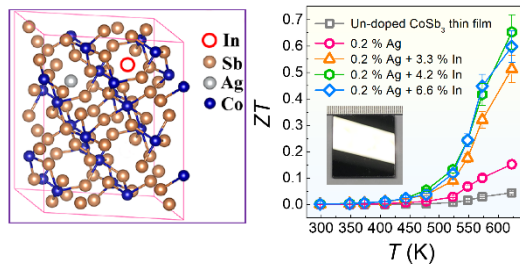 In
Sb
Ag
Co
Un-doped CoSb3 thin film
0.2 % Ag
0.2 % Ag + 3.3 % In
0.2 % Ag + 4.2 % In
0.2 % Ag + 6.6 % In
ZT
0.7
0.6
0.5
0.4
0.3
0.2
0.1
0.0
300 350 400 450 500 550 600
T (K)